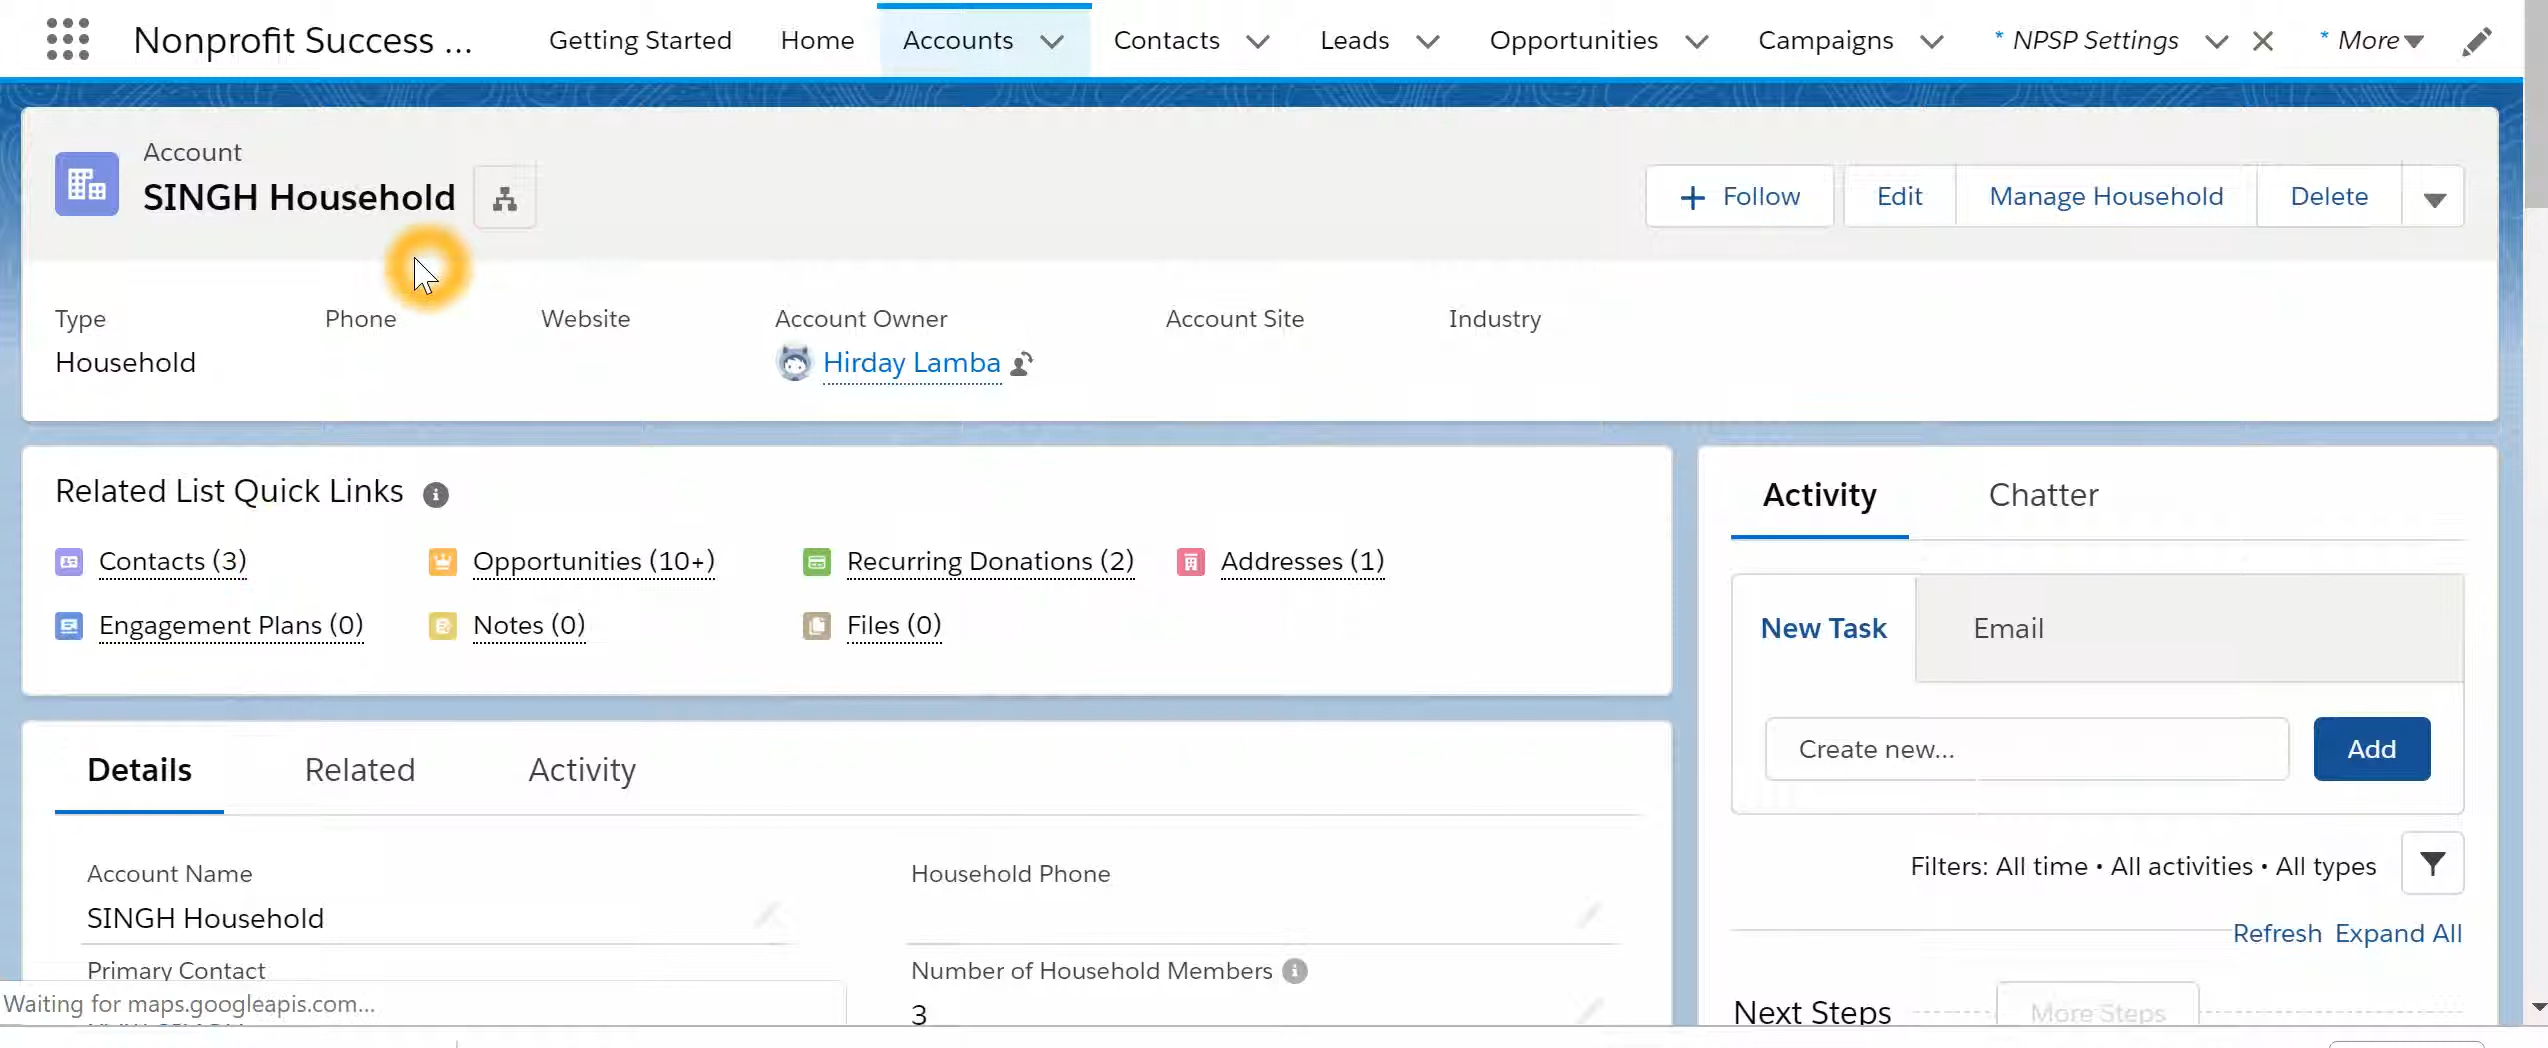 Nonprofit Success ... Getting Started Home Accounts Contacts Leads Opportunities Campaigns * NPSP Settings * More
Account
SINGH Household
Follow Edit Manage Household Delete
Type Phone Website Account Owner Account Site Industry
Household Hirday Lamba
Related List Quick Links
Contacts (3) Opportunities (10+) Recurring Donations (2) Addresses (1)
Engagement Plans (0) Notes (0) Files (0)
Activity Chatter
New Task Email
Create new... Add
Filters: All time • All activities • All types
Refresh Expand All
Next Steps More Steps
Details Related Activity
Account Name Household Phone
SINGH Household
Primary Contact Number of Household Members
3
Waiting for maps.googleapis.com...